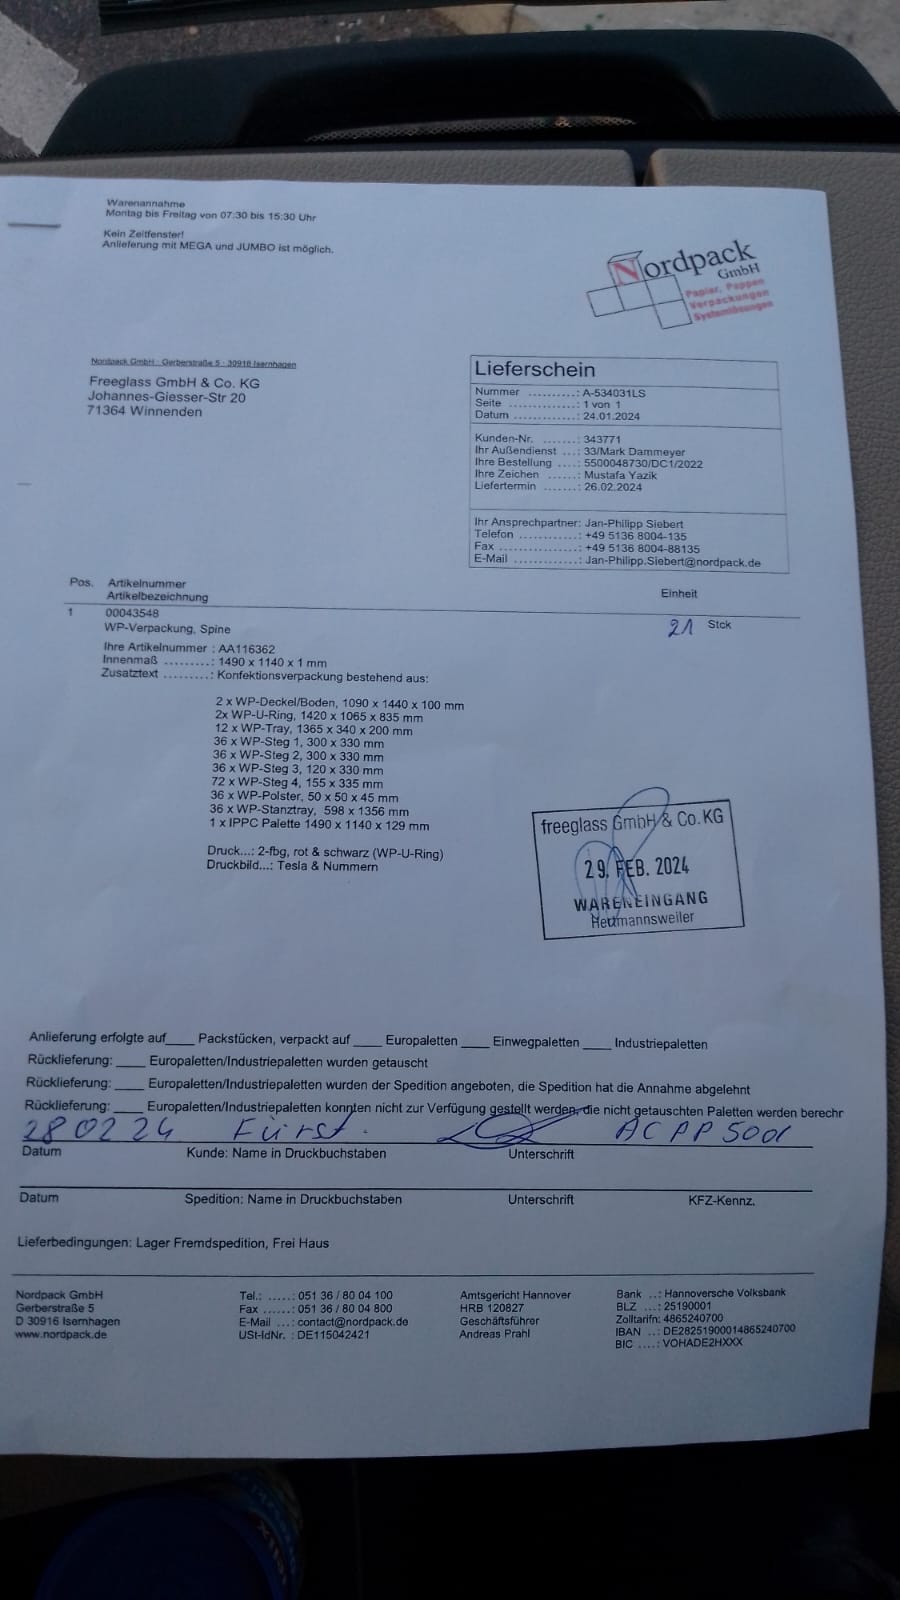 Warenannahme
Montag bis Freitag von 07:30 bis 15:30 Uhr
Kein Zeitfenster!
Anlieferung mit MEGA und JUMBO ist möglich.
Nordpack
GmbH
Papier, Pappen
Verpackungen
Systemlösungen
Nordpack GmbH · Gerberstraße 5 · 30916 Isernhagen
Freeglass GmbH & Co. KG
Johannes-Giesser-Str 20
71364 Winnenden
Lieferschein
Nummer ..........: A-534031LS
Seite ...............: 1 von 1
Datum ..............: 24.01.2024
Kunden-Nr. .......: 343771
Ihr Außendienst ...: 33/Mark Dammeyer
Ihre Bestellung ....: 5500048730/DC1/2022
Ihre Zeichen ......: Mustafa Yazik
Liefertermin .......: 26.02.2024
Ihr Ansprechpartner: Jan-Philipp Siebert
Telefon ............: +49 5136 8004-135
Fax .................: +49 5136 8004-88135
E-Mail ..............: Jan-Philipp.Siebert@nordpack.de
Pos. Artikelnummer
Artikelbezeichnung
Einheit
1 00043548
WP-Verpackung, Spine
21 Stck
Ihre Artikelnummer : AA116362
Innenmaß .........: 1490 x 1140 x 1 mm
Zusatztext .........: Konfektionsverpackung bestehend aus:
2 x WP-Deckel/Boden, 1090 x 1440 x 100 mm
2x WP-U-Ring, 1420 x 1065 x 835 mm
12 x WP-Tray, 1365 x 340 x 200 mm
36 x WP-Steg 1, 300 x 330 mm
36 x WP-Steg 2, 300 x 330 mm
36 x WP-Steg 3, 120 x 330 mm
72 x WP-Steg 4, 155 x 335 mm
36 x WP-Polster, 50 x 50 x 45 mm
36 x WP-Stanztray, 598 x 1356 mm
1 x IPPC Palette 1490 x 1140 x 129 mm
Druck...: 2-fbg, rot & schwarz (WP-U-Ring)
Druckbild...: Tesla & Nummern
freeglass GmbH & Co.KG
29. FEB. 2024
WARENEINGANG
Hertmannsweiler
Anlieferung erfolgte auf____ Packstücken, verpackt auf ____ Europaletten ____ Einwegpaletten ____ Industriepaletten
Rücklieferung: ____ Europaletten/Industriepaletten wurden getauscht
Rücklieferung: ____ Europaletten/Industriepaletten wurden der Spedition angeboten, die Spedition hat die Annahme abgelehnt
Rücklieferung: ____ Europaletten/Industriepaletten konnten nicht zur Verfügung gestellt werden, die nicht getauschten Paletten werden berechr
28 02 24 Fürst
Datum Kunde: Name in Druckbuchstaben Unterschrift
Datum Spedition: Name in Druckbuchstaben Unterschrift KFZ-Kennz.
Lieferbedingungen: Lager Fremdspedition, Frei Haus
Nordpack GmbH
Gerberstraße 5
D 30916 Isernhagen
www.nordpack.de
Tel.: .....: 051 36 / 80 04 100
Fax ......: 051 36 / 80 04 800
E-Mail ...: contact@nordpack.de
USt-IdNr. : DE115042421
Amtsgericht Hannover
HRB 120827
Geschäftsführer
Andreas Prahl
Bank ..: Hannoversche Volksbank
BLZ ...: 25190001
Zolltarifn: 4865240700
IBAN ..: DE28251900014865240700
BIC ....: VOHADE2HXXX